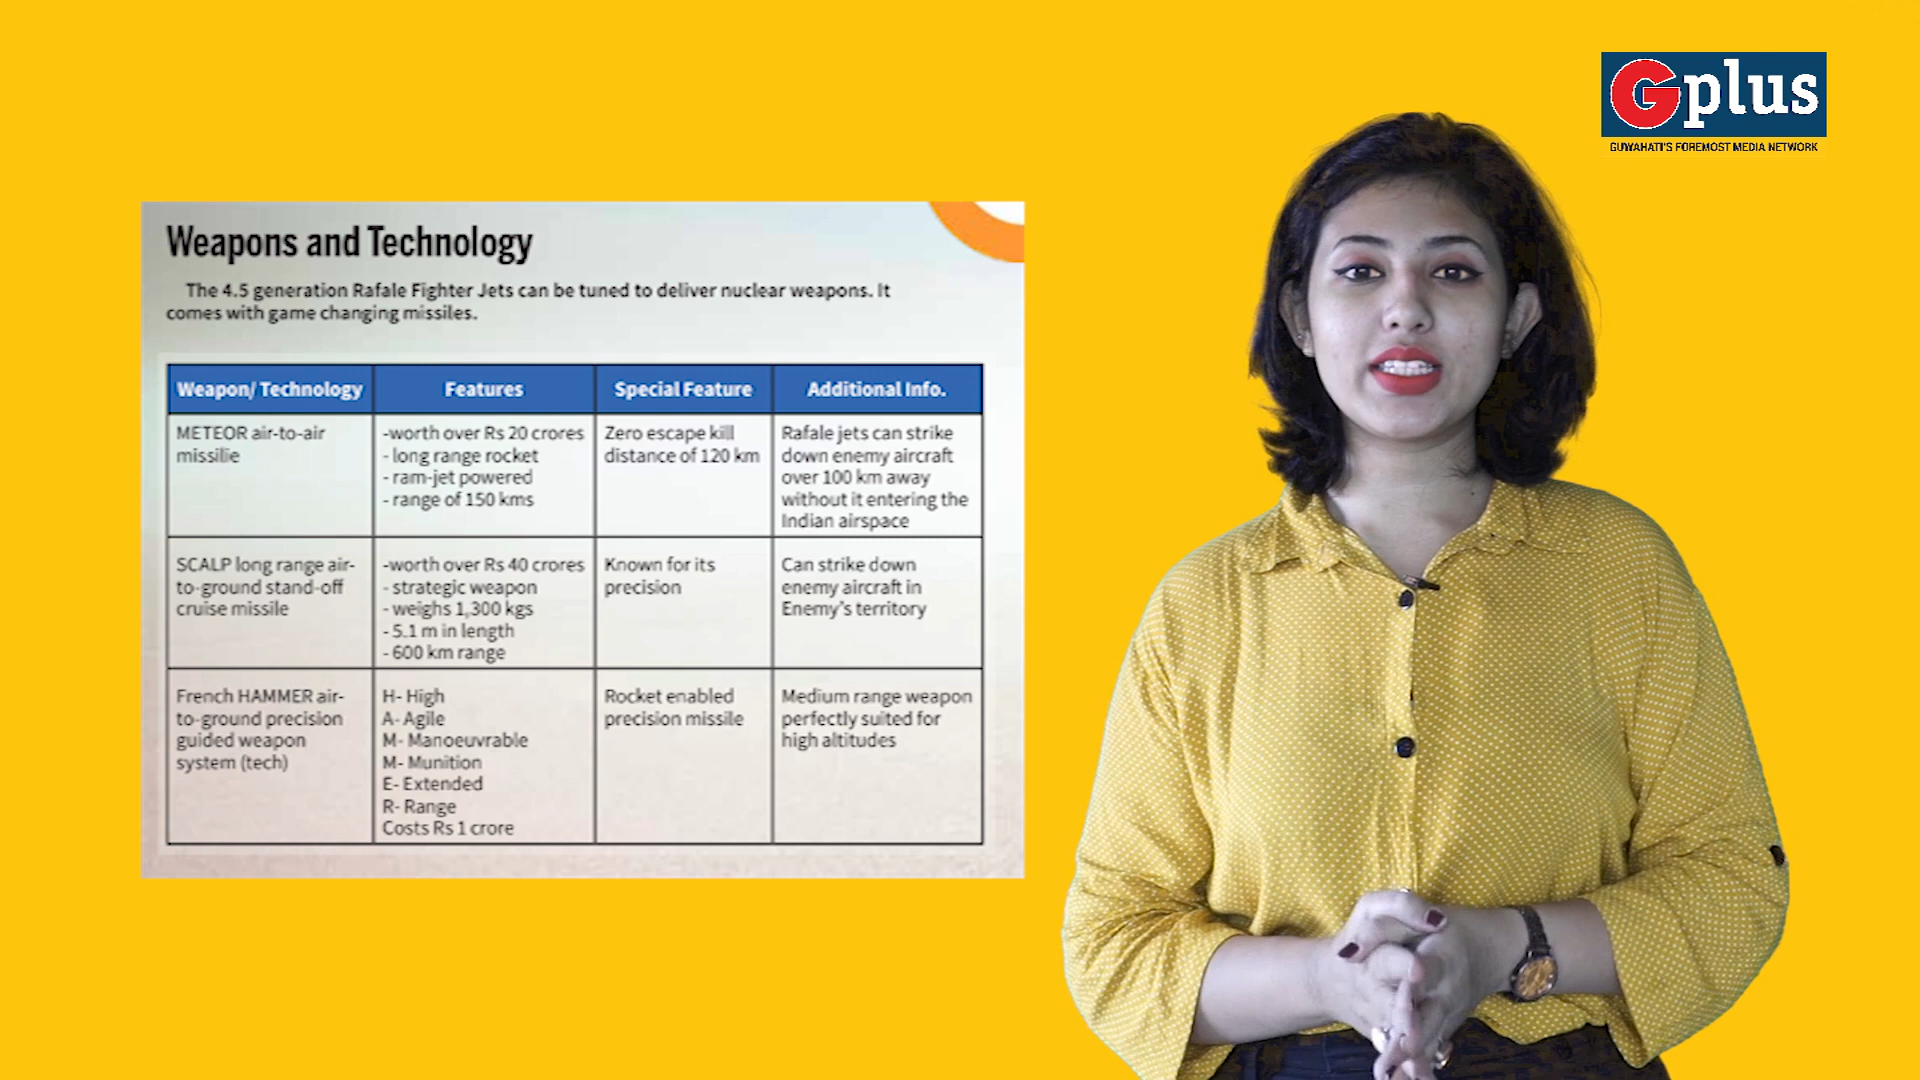 Gplus
GUWAHATI'S FOREMOST MEDIA NETWORK
Weapons and Technology
The 4.5 generation Rafale Fighter Jets can be tuned to deliver nuclear weapons. It
comes with game changing missiles.
Weapon/ Technology
Features
Special Feature
Additional Info.
METEOR air-to-air
missilie
-worth over Rs 20 crores
- long range rocket
- ram-jet powered
- range of 150 kms
Zero escape kill
distance of 120 km
Rafale jets can strike
down enemy aircraft
over 100 km away
without it entering the
Indian airspace
SCALP long range air-
to-ground stand-off
cruise missile
-worth over Rs 40 crores
- strategic weapon
- weighs 1,300 kgs
- 5.1 m in length
- 600 km range
Known for its
precision
Can strike down
enemy aircraft in
Enemy's territory
French HAMMER air-
to-ground precision
guided weapon
system (tech)
H- High
A- Agile
M- Manoeuvrable
M- Munition
E- Extended
R- Range
Costs Rs 1 crore
Rocket enabled
precision missile
Medium range weapon
perfectly suited for
high altitudes